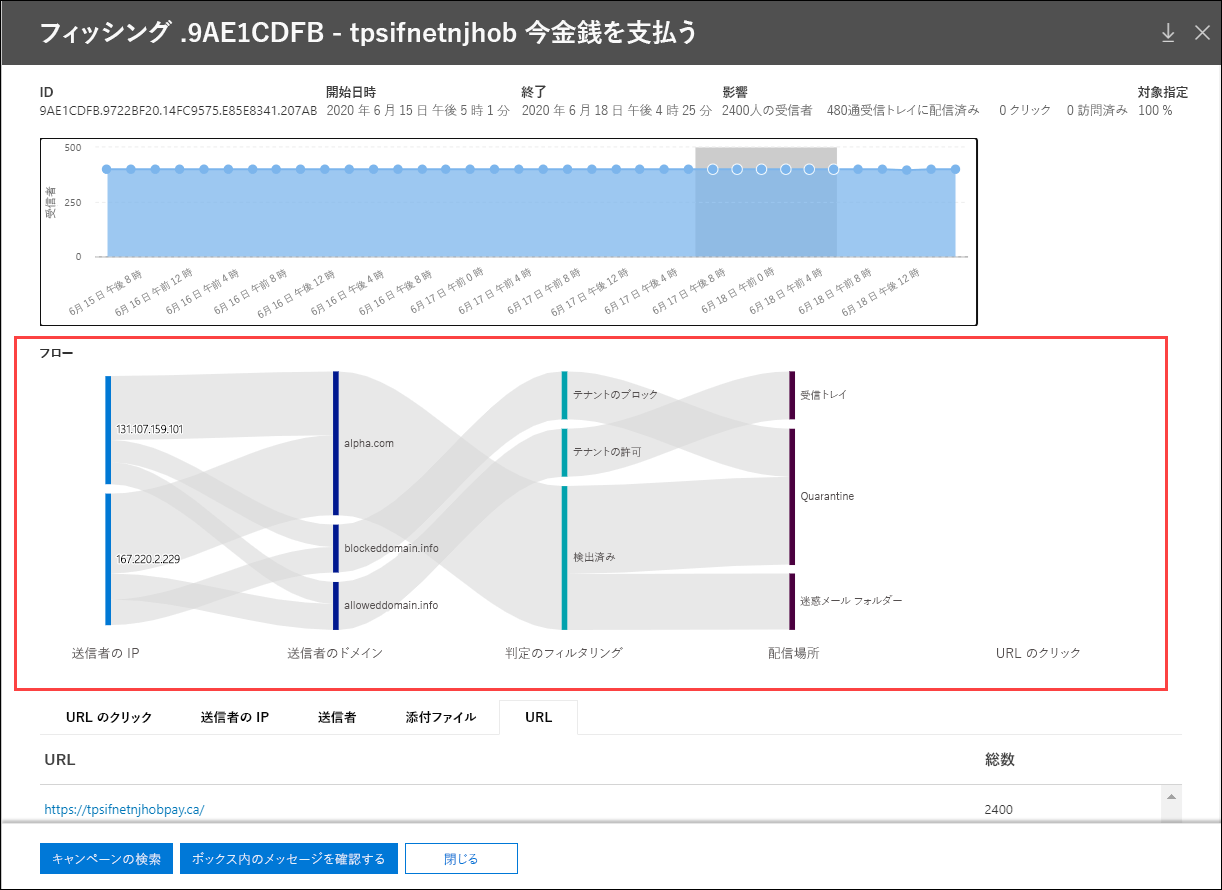 フィッシング .9AE1CDFB - tpsifnetnjhob 今金銭を支払う
ID
9AE1CDFB.9722BF20.14FC9575.E85E8341.207AB
開始日時
2020 年 6 月 15 日 午後 5 時 1 分
終了
2020 年 6 月 18 日 午後 4 時 25 分
影響
2400人の受信者 480通受信トレイに配信済み 0 クリック 0 訪問済み
対象指定
100 %
500
250
0
受信者
6月 15 日 午後 8 時
6月 16 日 午前 12 時
6月 16 日 午前 4 時
6月 16 日 午前 8 時
6月 16 日 午後 12 時
6月 16 日 午後 4 時
6月 16 日 午後 8 時
6月 17 日 午前 0 時
6月 17 日 午前 4 時
6月 17 日 午前 8 時
6月 17 日 午後 12 時
6月 17 日 午後 4 時
6月 17 日 午後 8 時
6月 18 日 午前 0 時
6月 18 日 午前 4 時
6月 18 日 午前 8 時
6月 18 日 午後 12 時
フロー
131.107.159.101
167.220.2.229
alpha.com
blockeddomain.info
alloweddomain.info
テナントのブロック
テナントの許可
検出済み
受信トレイ
Quarantine
迷惑メール フォルダー
送信者の IP
送信者のドメイン
判定のフィルタリング
配信場所
URL のクリック
URL のクリック 送信者の IP 送信者 添付ファイル URL
URL 総数
https://tpsifnetnjhobpay.ca/ 2400
キャンペーンの検索 ボックス内のメッセージを確認する 閉じる